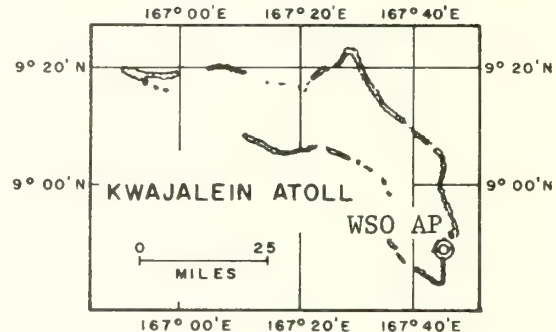 167° 00'E 167° 20'E 167° 40'E
9° 20' N 9° 20' N
9° 00' N 9° 00' N
KWAJALEIN ATOLL
WSO AP
0 25
MILES
167° 00'E 167° 20'E 167° 40'E